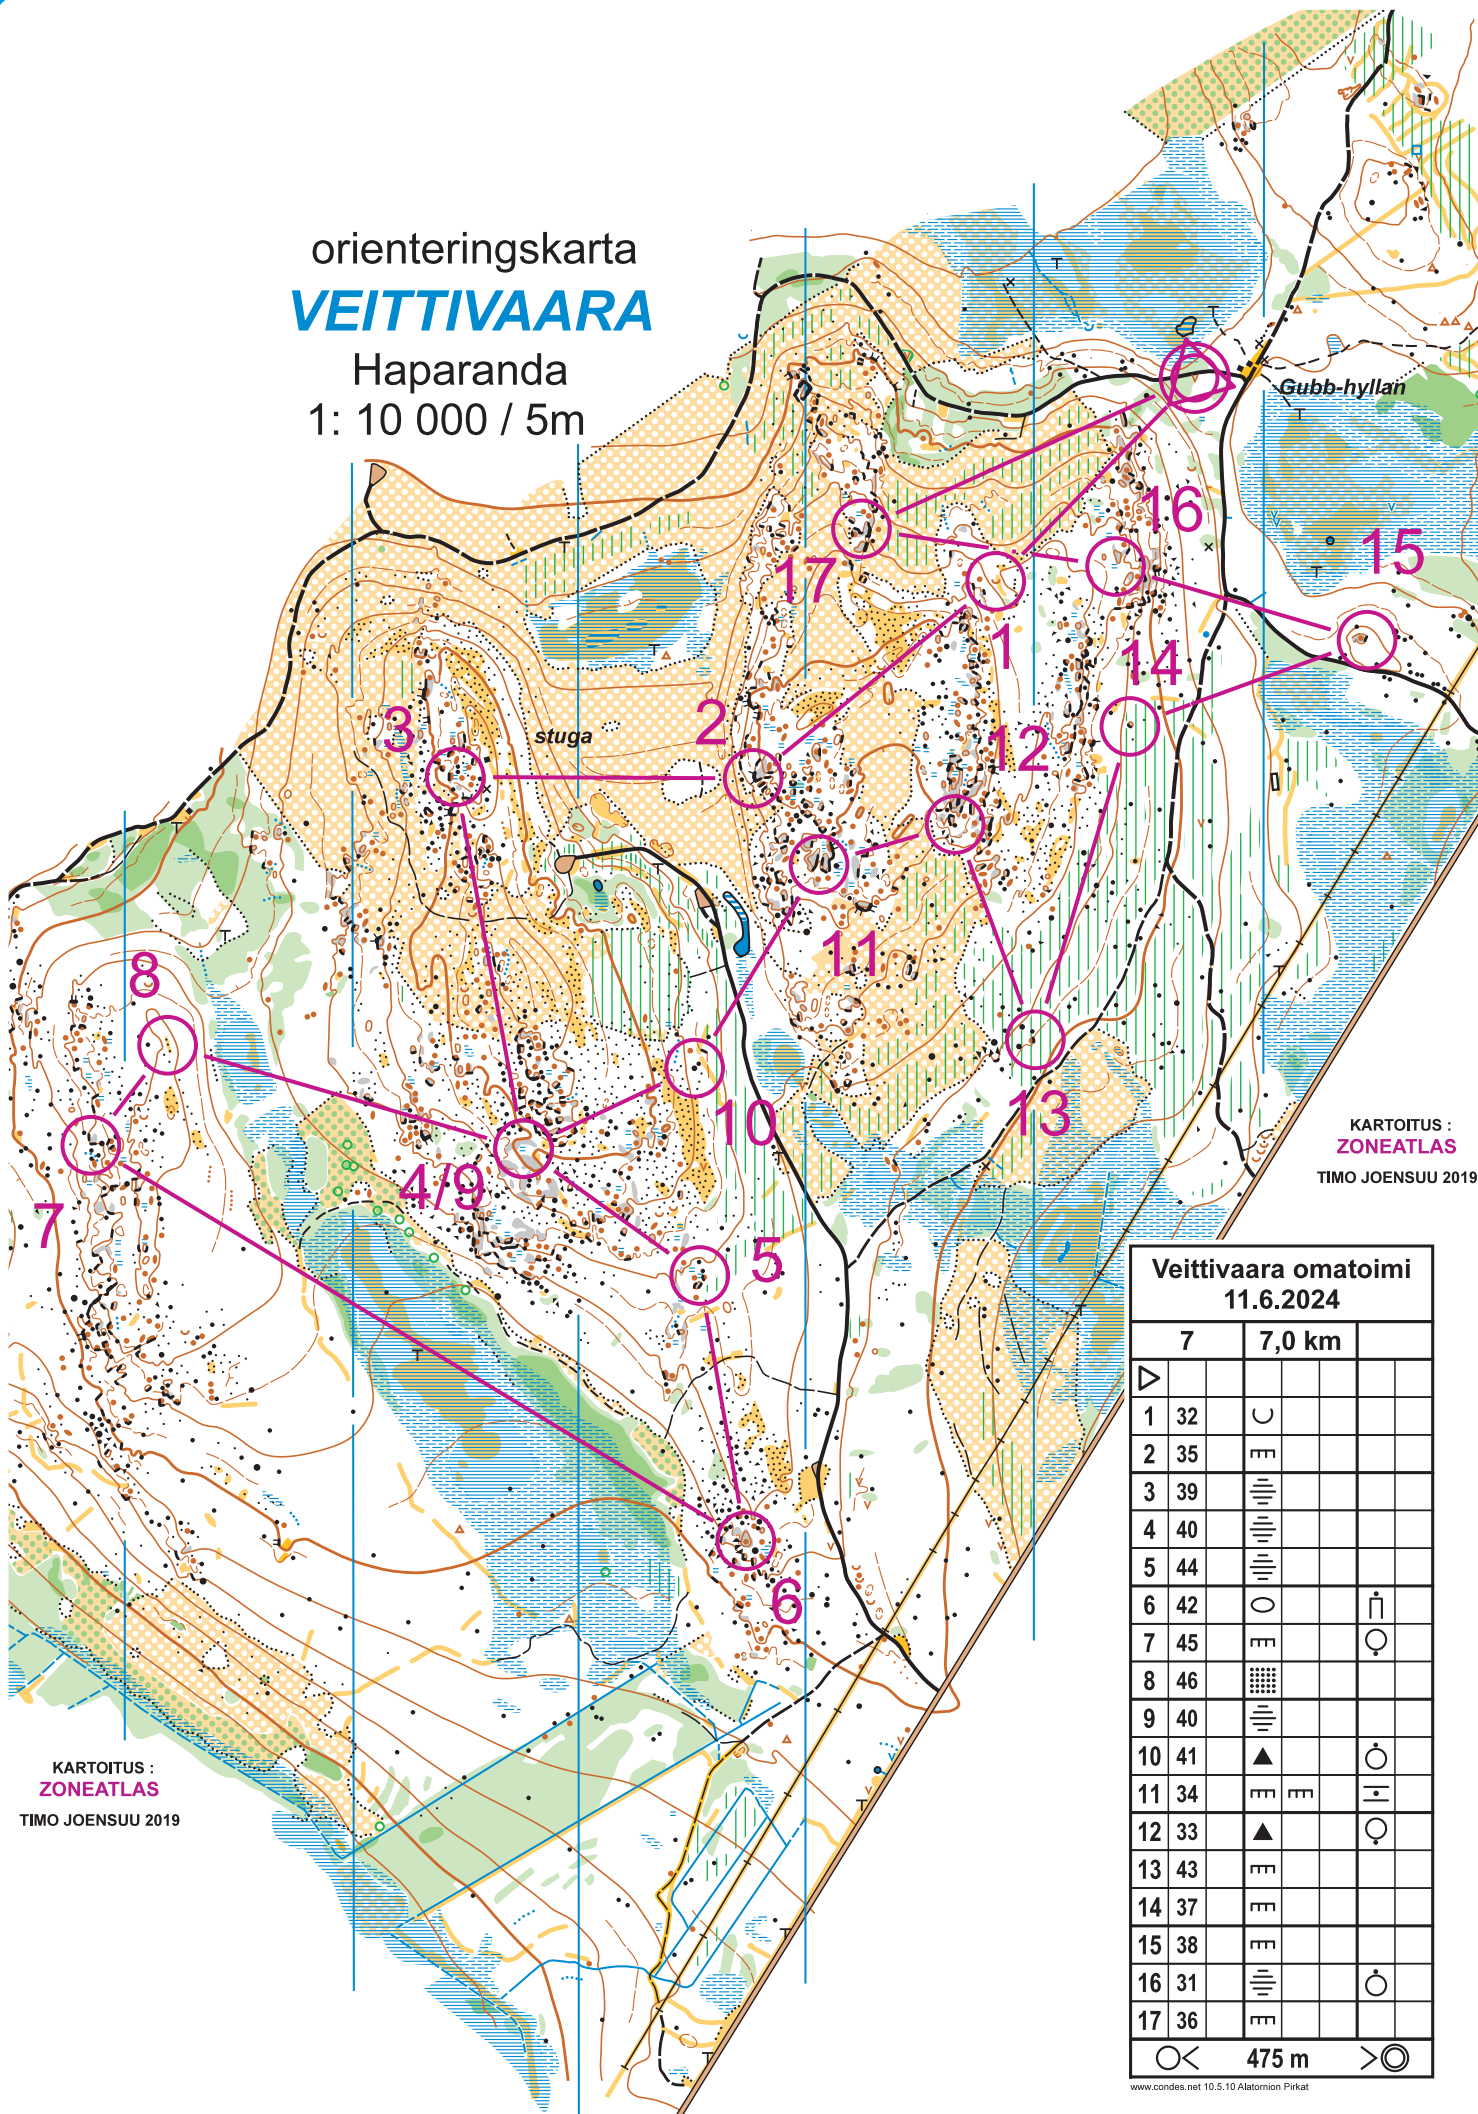 orienteringskarta
VEITTIVAARA
Haparanda
1: 10 000 / 5m
Gubb-hyllan
stuga
1
2
3
4/9
5
6
7
8
10
11
12
13
14
15
16
17
KARTOITUS :
ZONEATLAS
TIMO JOENSUU 2019
KARTOITUS :
ZONEATLAS
TIMO JOENSUU 2019
Veittivaara omatoimi
11.6.2024
7 7,0 km
1 32
2 35
3 39
4 40
5 44
6 42
7 45
8 46
9 40
10 41
11 34
12 33
13 43
14 37
15 38
16 31
17 36
475 m
www.condes.net 10.5.10 Alatornion Pirkat